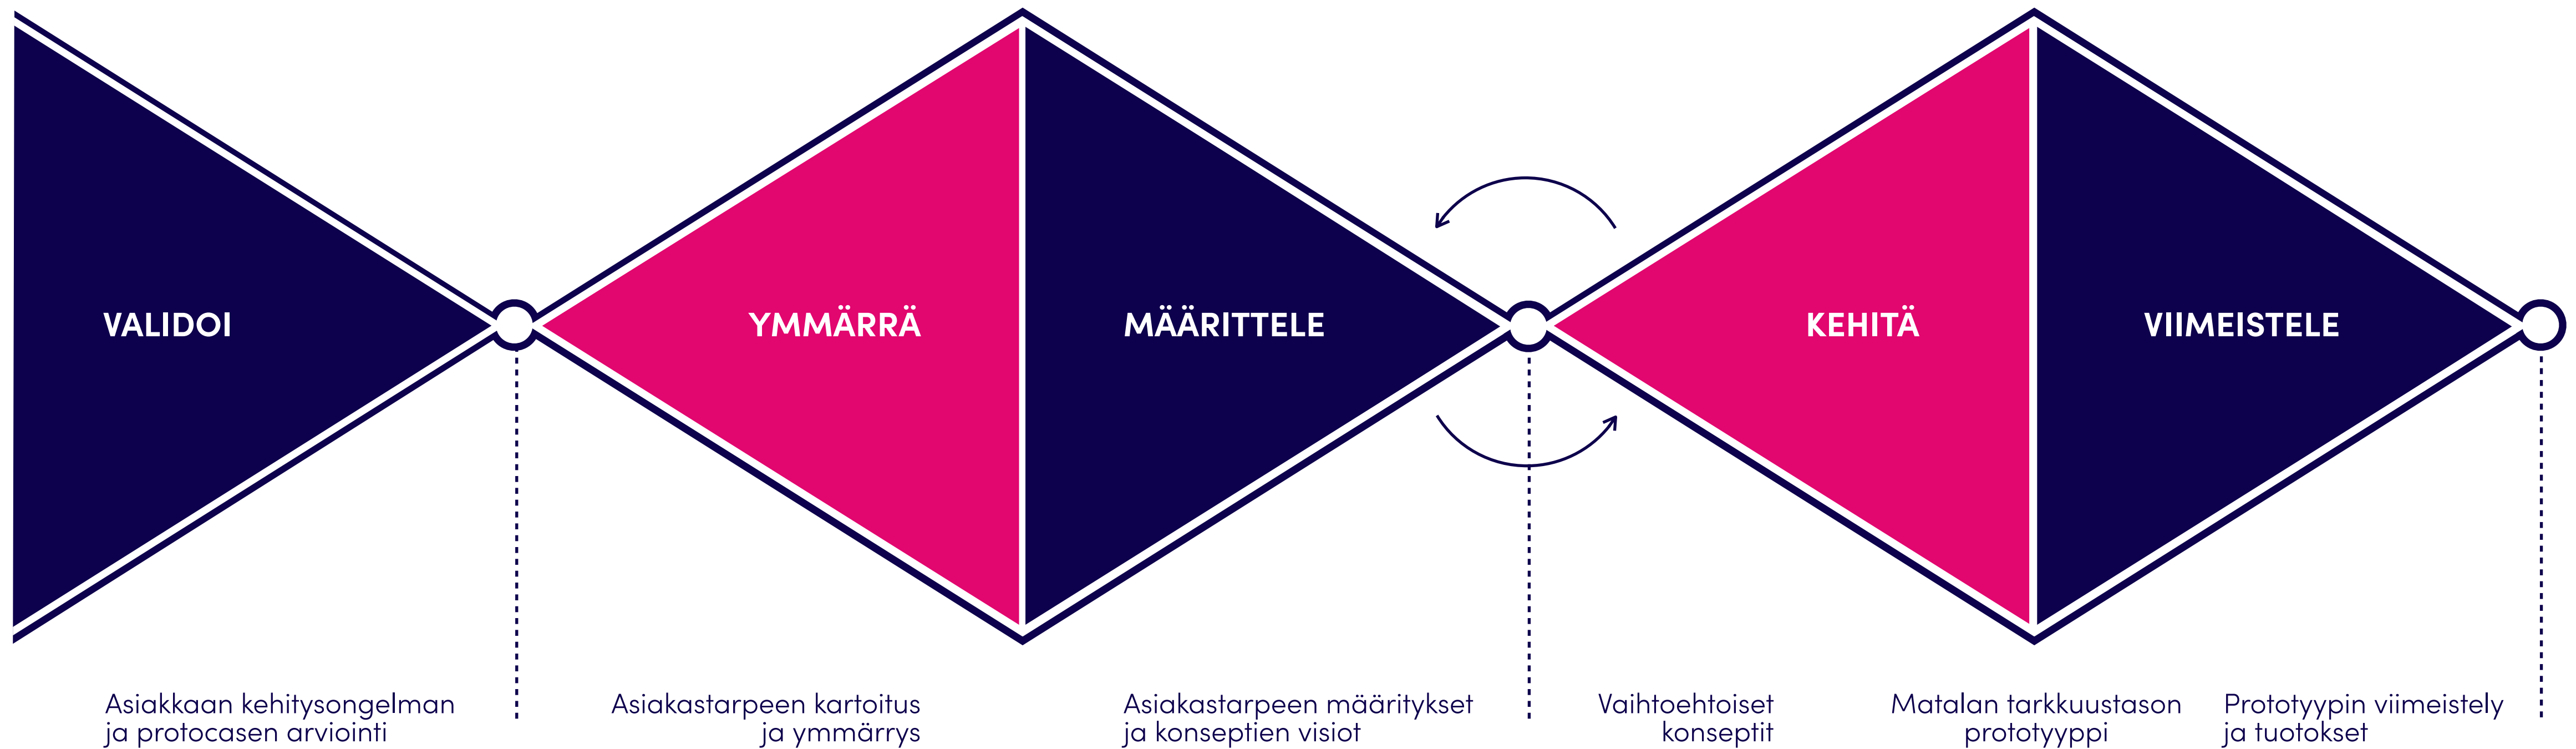 VALIDOI
YMMÄRRÄ
MÄÄRITTELE
KEHITÄ
VIIMEISTELE
Asiakkaan kehitysongelman
ja protocasen arviointi
Asiakastarpeen kartoitus
ja ymmärrys
Asiakastarpeen määritykset
ja konseptien visiot
Vaihtoehtoiset
konseptit
Matalan tarkkuustason
prototyyppi
Prototyypin viimeistely
ja tuotokset